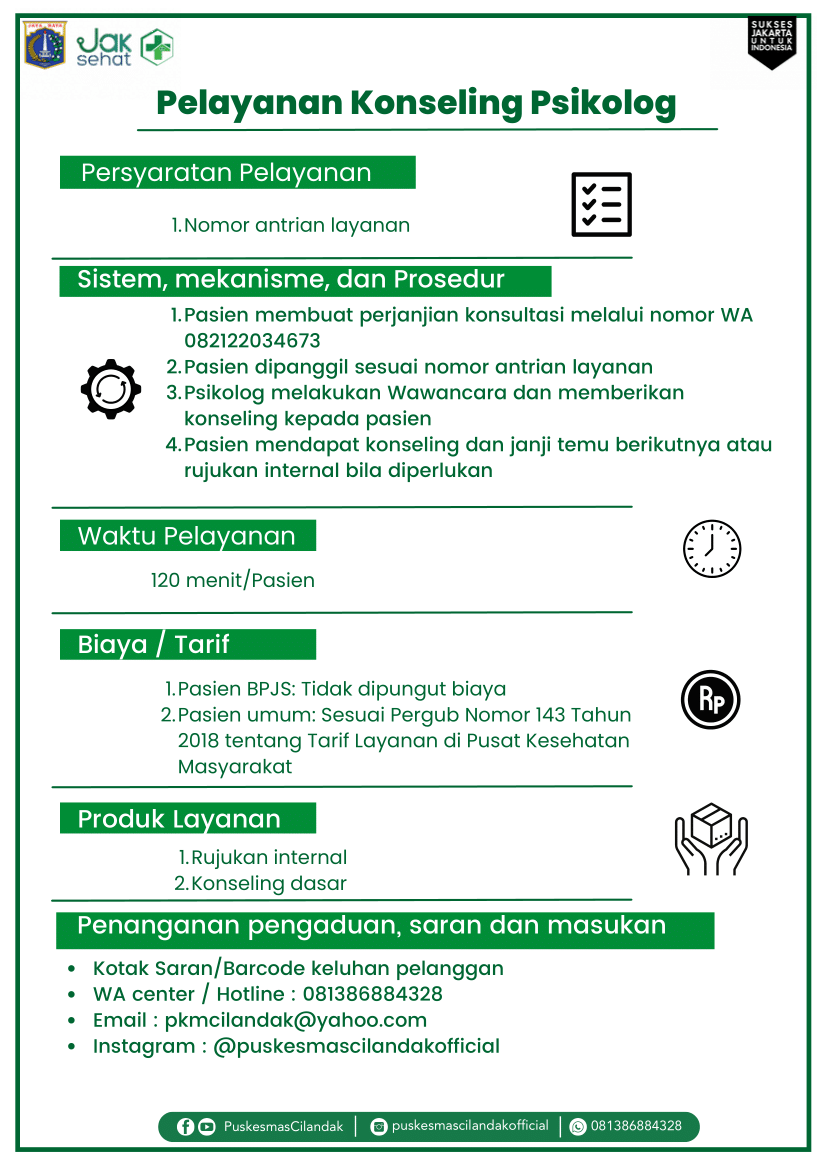 JAYA RAYA
Jak
sehat
SUKSES
JAKARTA
UNTUK
INDONESIA
Pelayanan Konseling Psikolog
Persyaratan Pelayanan
1. Nomor antrian layanan
Sistem, mekanisme, dan Prosedur
1. Pasien membuat perjanjian konsultasi melalui nomor WA
082122034673
2. Pasien dipanggil sesuai nomor antrian layanan
3. Psikolog melakukan Wawancara dan memberikan
konseling kepada pasien
4. Pasien mendapat konseling dan janji temu berikutnya atau
rujukan internal bila diperlukan
Waktu Pelayanan
120 menit/Pasien
Biaya / Tarif
1. Pasien BPJS: Tidak dipungut biaya
2. Pasien umum: Sesuai Pergub Nomor 143 Tahun
2018 tentang Tarif Layanan di Pusat Kesehatan
Masyarakat
Rp
Produk Layanan
1. Rujukan internal
2. Konseling dasar
Penanganan pengaduan, saran dan masukan
• Kotak Saran/Barcode keluhan pelanggan
• WA center / Hotline : 081386884328
• Email : pkmcilandak@yahoo.com
• Instagram : @puskesmascilandakofficial
PuskesmasCilandak | puskesmascilandakofficial | 081386884328